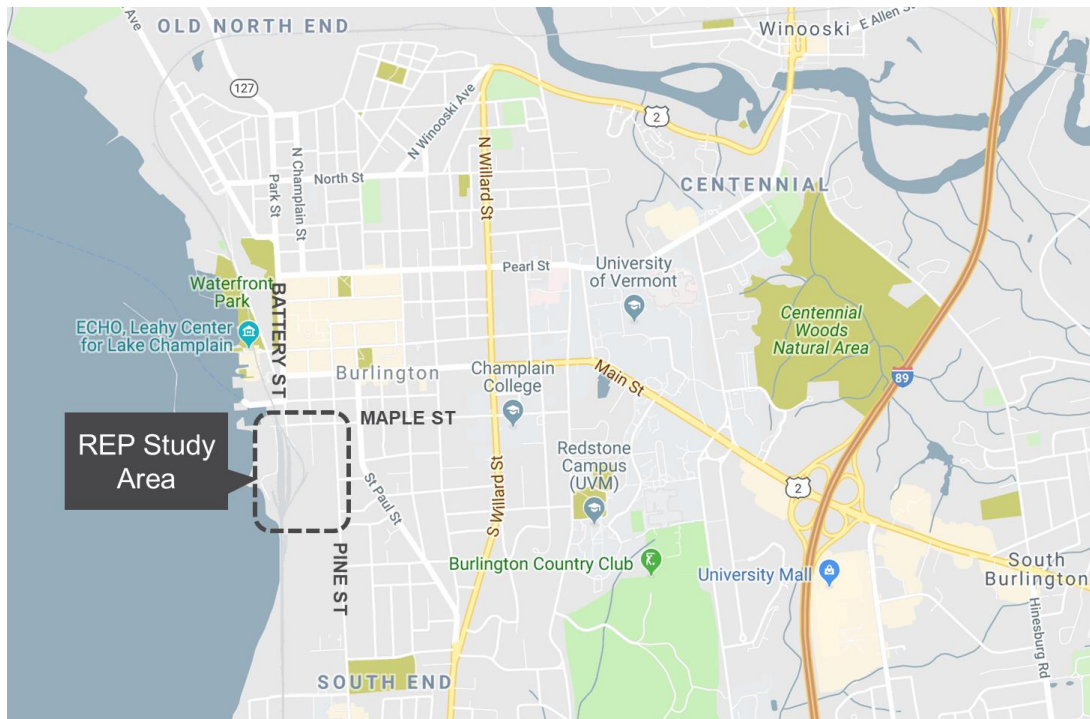 OLD NORTH END
Ave
127
N Winooski Ave
N Willard St
2
Winooski
E Allen St
North St
N Champlain St
Park St
CENTENNIAL
Pearl St
University
of Vermont
Waterfront
Park
BATTERY ST
ECHO, Leahy Center
for Lake Champlain
Centennial
Woods
Natural Area
89
Burlington
Champlain
College
Main St
MAPLE ST
REP Study
Area
St Paul St
S Willard St
Redstone
Campus
(UVM)
2
PINE ST
Burlington Country Club
University Mall
South
Burlington
Hinesburg Rd
SOUTH END